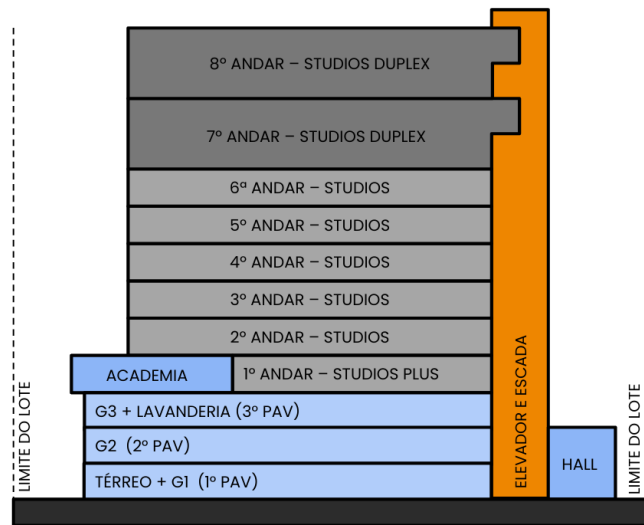 8º ANDAR – STUDIOS DUPLEX
7º ANDAR – STUDIOS DUPLEX
6ª ANDAR – STUDIOS
5º ANDAR – STUDIOS
4º ANDAR – STUDIOS
3º ANDAR – STUDIOS
2º ANDAR – STUDIOS
ACADEMIA
1º ANDAR – STUDIOS PLUS
G3 + LAVANDERIA (3º PAV)
G2 (2º PAV)
TÉRREO + G1 (1º PAV)
ELEVADOR E ESCADA
HALL
LIMITE DO LOTE
LIMITE DO LOTE